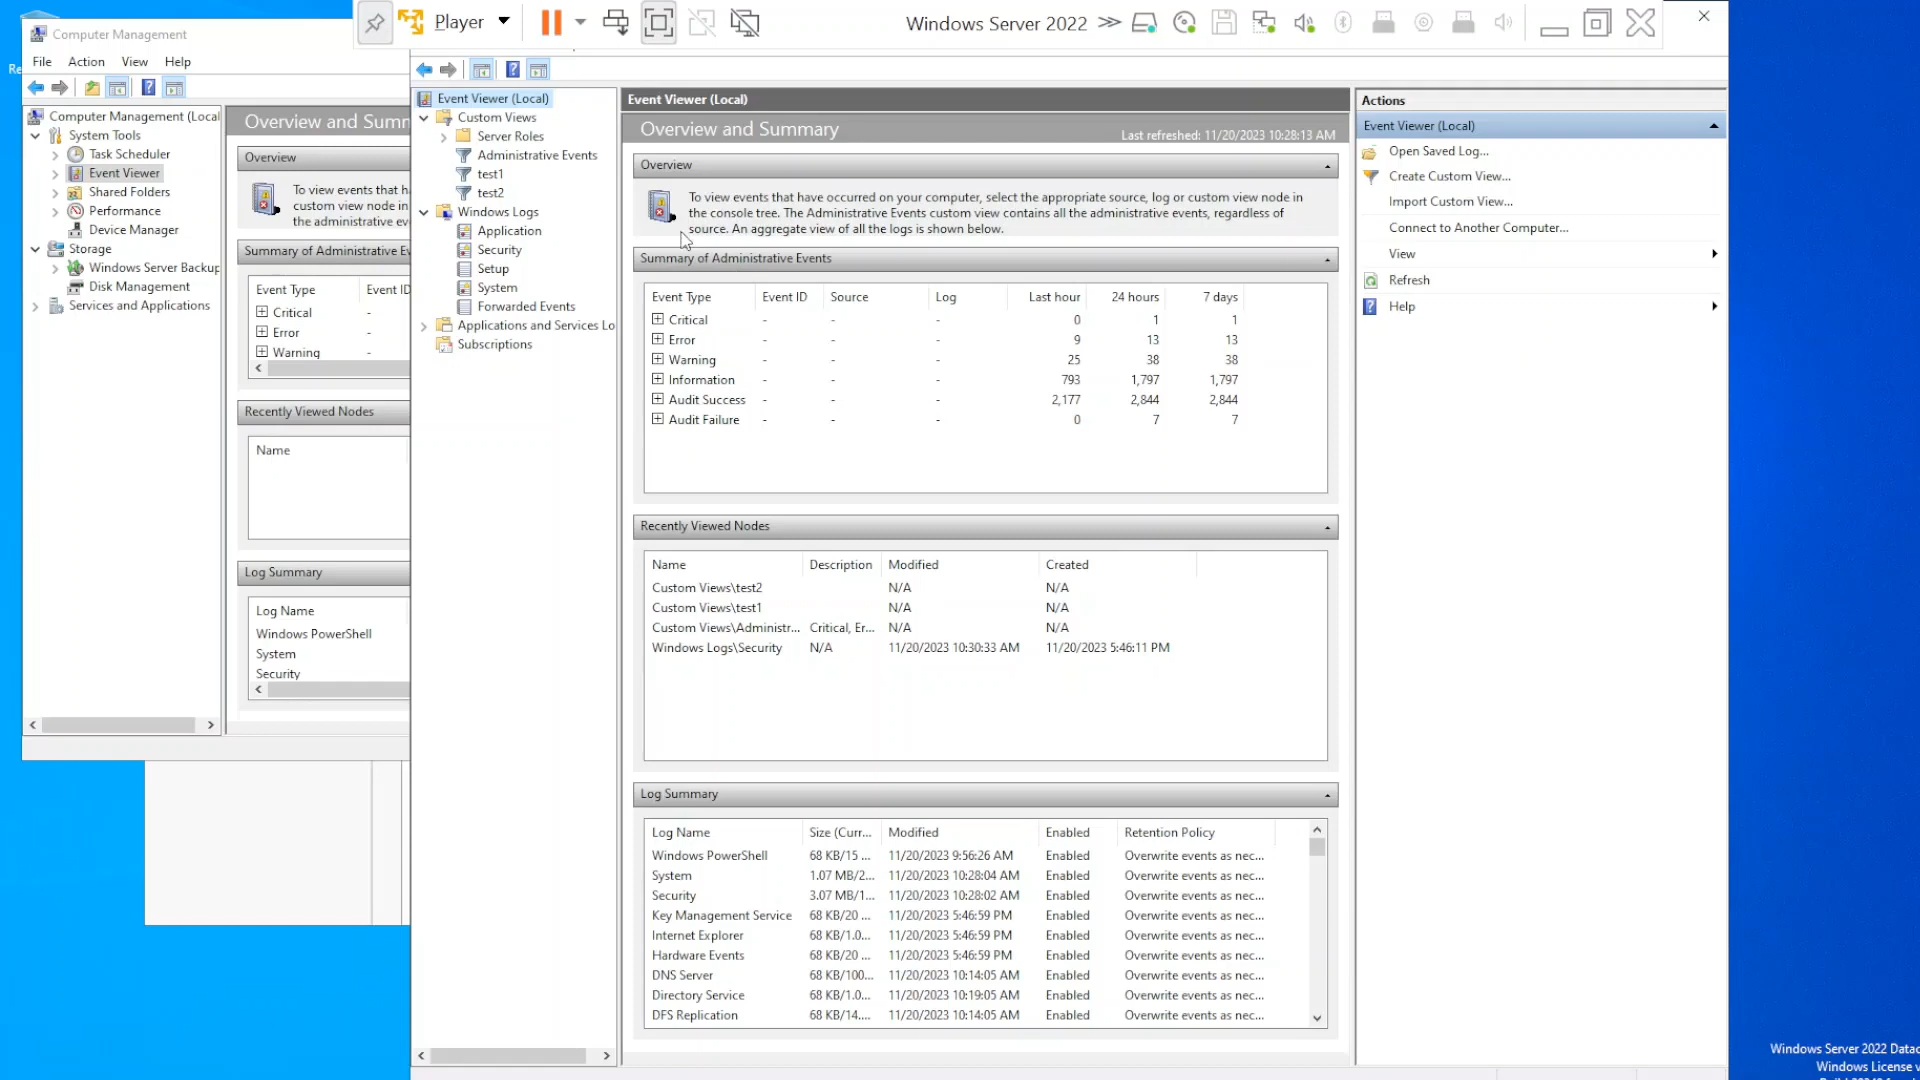 Player
Windows Server 2022
Computer Management
File Action View Help
Computer Management (Local
System Tools
Task Scheduler
Event Viewer
Shared Folders
Performance
Device Manager
Storage
Windows Server Backup
Disk Management
Services and Applications
Overview and Summ
Overview
To view events that h
custom view node in
the administrative ev
Summary of Administrative Ev
Event Type Event ID
Critical -
Error -
Warning -
Recently Viewed Nodes
Name
Log Summary
Log Name
Windows PowerShell
System
Security
Event Viewer (Local)
Custom Views
Server Roles
Administrative Events
test1
test2
Windows Logs
Application
Security
Setup
System
Forwarded Events
Applications and Services Lo
Subscriptions
Event Viewer (Local)
Overview and Summary Last refreshed: 11/20/2023 10:28:13 AM
Overview
To view events that have occurred on your computer, select the appropriate source, log or custom view node in
the console tree. The Administrative Events custom view contains all the administrative events, regardless of
source. An aggregate view of all the logs is shown below.
Summary of Administrative Events
Event Type Event ID Source Log Last hour 24 hours 7 days
Critical - - - 0 1 1
Error - - - 9 13 13
Warning - - - 25 38 38
Information - - - 793 1,797 1,797
Audit Success - - - 2,177 2,844 2,844
Audit Failure - - - 0 7 7
Recently Viewed Nodes
Name Description Modified Created
Custom Views\test2 N/A N/A
Custom Views\test1 N/A N/A
Custom Views\Administr... Critical, Er... N/A N/A
Windows Logs\Security N/A 11/20/2023 10:30:33 AM 11/20/2023 5:46:11 PM
Log Summary
Log Name Size (Curr... Modified Enabled Retention Policy
Windows PowerShell 68 KB/15 ... 11/20/2023 9:56:26 AM Enabled Overwrite events as nec...
System 1.07 MB/2... 11/20/2023 10:28:04 AM Enabled Overwrite events as nec...
Security 3.07 MB/1... 11/20/2023 10:28:02 AM Enabled Overwrite events as nec...
Key Management Service 68 KB/20 ... 11/20/2023 5:46:59 PM Enabled Overwrite events as nec...
Internet Explorer 68 KB/1.0... 11/20/2023 5:46:59 PM Enabled Overwrite events as nec...
Hardware Events 68 KB/20 ... 11/20/2023 5:46:59 PM Enabled Overwrite events as nec...
DNS Server 68 KB/100... 11/20/2023 10:14:05 AM Enabled Overwrite events as nec...
Directory Service 68 KB/1.0... 11/20/2023 10:19:05 AM Enabled Overwrite events as nec...
DFS Replication 68 KB/14.... 11/20/2023 10:14:05 AM Enabled Overwrite events as nec...
Actions
Event Viewer (Local)
Open Saved Log...
Create Custom View...
Import Custom View...
Connect to Another Computer...
View
Refresh
Help
Windows Server 2022 Datac
Windows License v